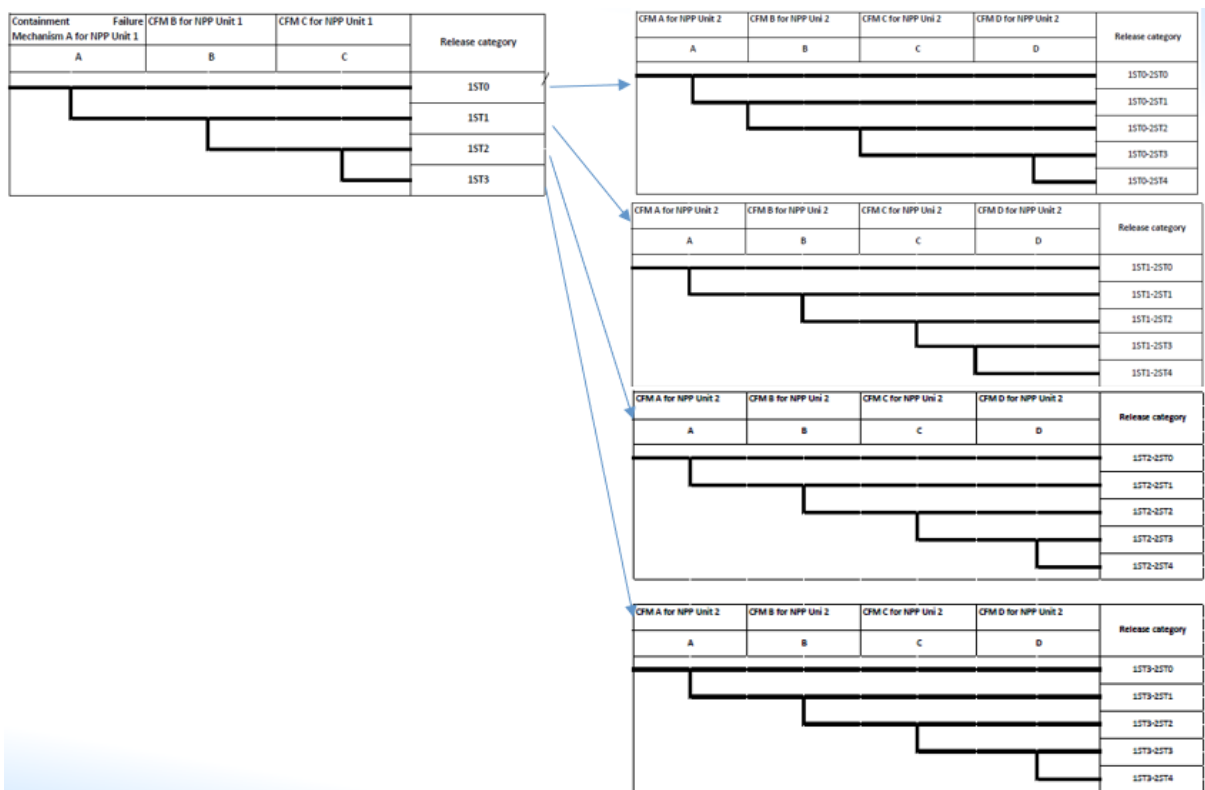 Containment Failure
Mechanism A for NPP Unit 1
CFM B for NPP Unit 1
CFM C for NPP Unit 1
Release category
A
B
C
1ST0
1ST1
1ST2
1ST3
CFM A for NPP Unit 2
CFM B for NPP Uni 2
CFM C for NPP Uni 2
CFM D for NPP Unit 2
Release category
A
B
C
D
1ST0-2ST0
1ST0-2ST1
1ST0-2ST2
1ST0-2ST3
1ST0-2ST4
CFM A for NPP Unit 2
CFM B for NPP Uni 2
CFM C for NPP Uni 2
CFM D for NPP Unit 2
Release category
A
B
C
D
1ST1-2ST0
1ST1-2ST1
1ST1-2ST2
1ST1-2ST3
1ST1-2ST4
CFM A for NPP Unit 2
CFM B for NPP Uni 2
CFM C for NPP Uni 2
CFM D for NPP Unit 2
Release category
A
B
C
D
1ST2-2ST0
1ST2-2ST1
1ST2-2ST2
1ST2-2ST3
1ST2-2ST4
CFM A for NPP Unit 2
CFM B for NPP Uni 2
CFM C for NPP Uni 2
CFM D for NPP Unit 2
Release category
A
B
C
D
1ST3-2ST0
1ST3-2ST1
1ST3-2ST2
1ST3-2ST3
1ST3-2ST4